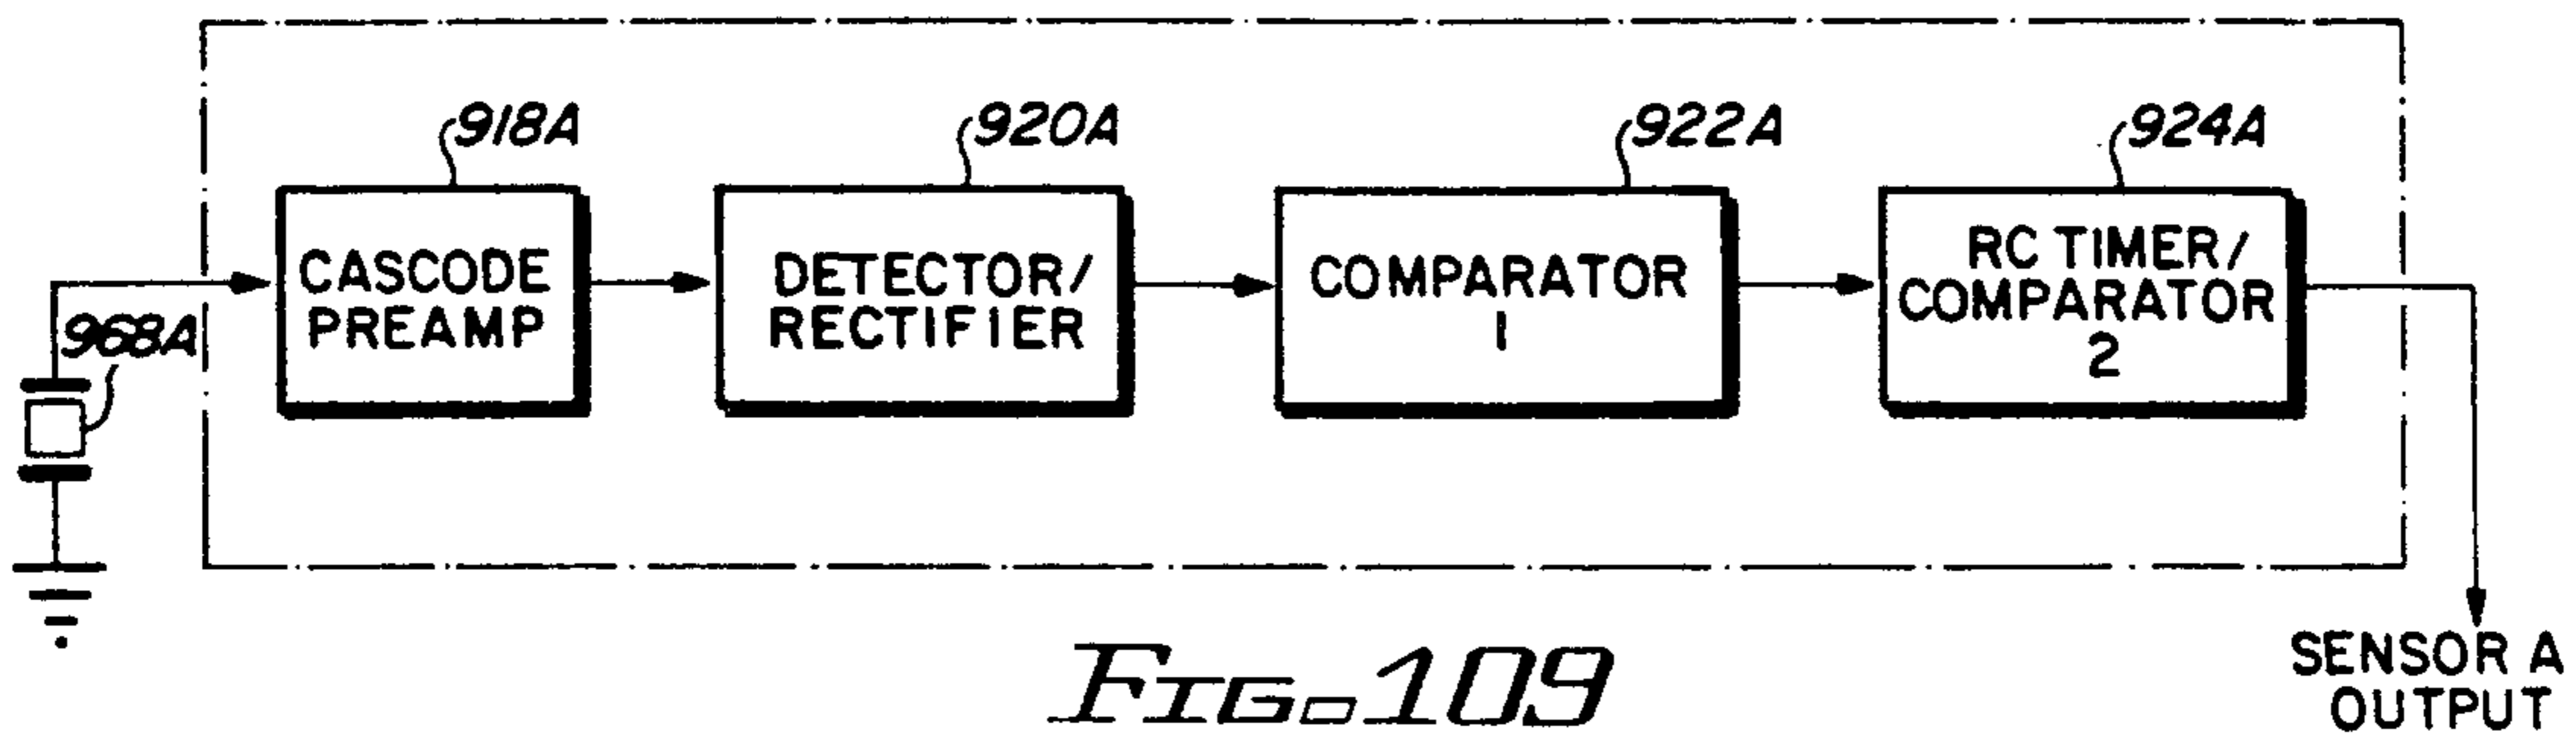 918A
920A
922A
924A
CASCODE
PREAMP
DETECTOR/
RECTIFIER
COMPARATOR
1
RC TIMER/
COMPARATOR
2
968A
SENSOR A
OUTPUT
FIG. 109